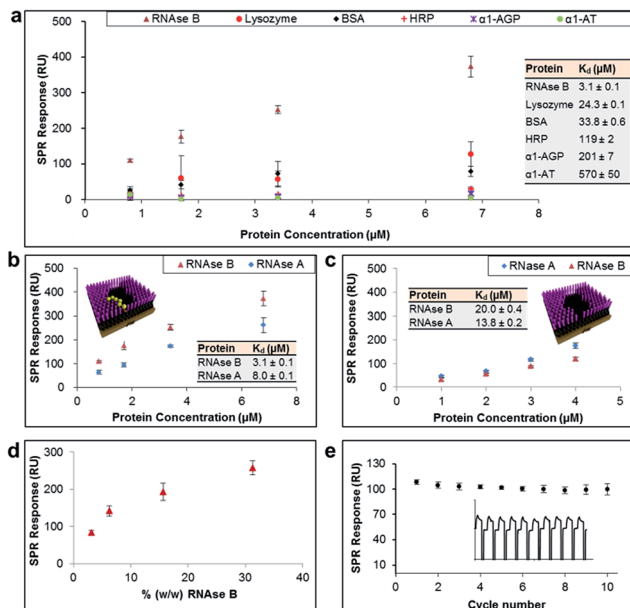 a
RNAse B Lysozyme BSA HRP α1-AGP α1-AT
SPR Response (RU)
500
400
300
200
100
0
0 1 2 3 4 5 6 7 8
Protein Concentration (µM)
Protein Kd (µM)
RNAse B 3.1 ± 0.1
Lysozyme 24.3 ± 0.1
BSA 33.8 ± 0.6
HRP 119 ± 2
α1-AGP 201 ± 7
α1-AT 570 ± 50
b
RNAse B RNAse A
SPR Response (RU)
500
400
300
200
100
0
0 2 4 6 8
Protein Concentration (µM)
Protein Kd (µM)
RNAse B 3.1 ± 0.1
RNAse A 8.0 ± 0.1
c
RNAse A RNAse B
SPR Response (RU)
500
400
300
200
100
0
0 1 2 3 4 5
Protein Concentration (µM)
Protein Kd (µM)
RNAse B 20.0 ± 0.4
RNAse A 13.8 ± 0.2
d
SPR Response (RU)
300
200
100
0
0 10 20 30 40
% (w/w) RNAse B
e
SPR Response (RU)
130
100
70
40
10
0 2 4 6 8 10
Cycle number